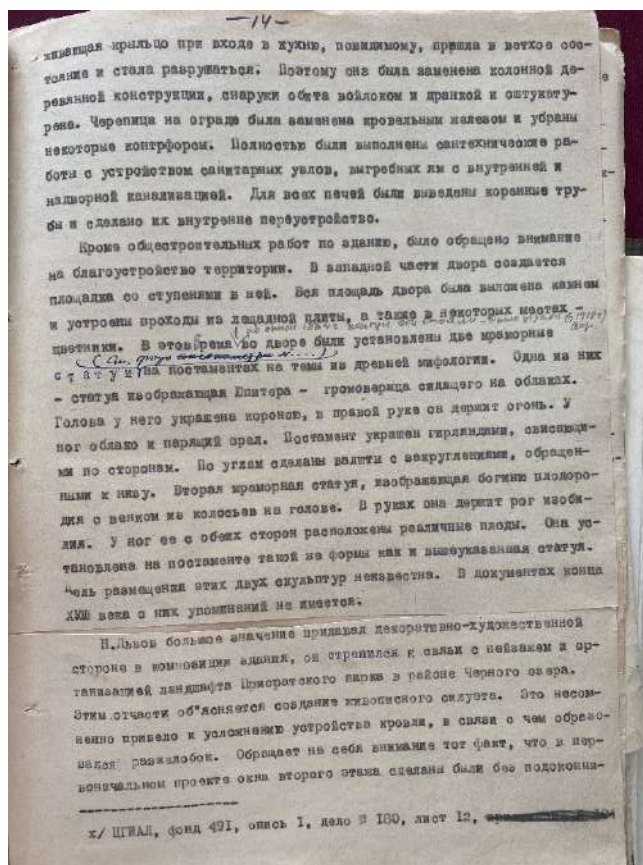 —14—
живающая крыльцо при входе в кухню, повидимому, пришла в ветхое сос-
тояние и стала разрушаться. Поэтому она была заменена колонной де-
ревянной конструкции, снаружи обита войлоком и дранкой и оштукату-
рена. Черепица на ограде была заменена кровельным железом и убраны
некоторые контрфорсы. Полностью были выполнены сантехнические ра-
боты с устройством санитарных узлов, выгребных ям с внутренней и
надворной канализацией. Для всех печей были выведены коренные тру-
бы и сделано их внутренне переустройство.
Кроме общестроительных работ по зданию, было обращено внимание
на благоустройство территории. В западной части двора создается
площадка со ступенями в ней. Вся площадь двора была выложена камнем
и устроены проходы из лещадной плиты, а также в некоторых местах -
цветники. В это время во дворе были установлены две мраморные
статуи на постаментах на темы из древней мифологии. Одна из них
- статуя изображающая Юпитера - громовержца сидящего на облаках.
Голова у него украшена короною, в правой руке он держит огонь. У
ног облако и парящий орел. Постамент украшен гирляндами, свисающи-
ми по сторонам. По углам сделаны валюты с закруглениями, обращен-
ными к низу. Вторая мраморная статуя, изображающая богиню плодоро-
дия с венком из колосьев на голове. В руках она держит рог изоби-
лия. У ног ее с обеих сторон расположены различные плоды. Она ус-
тановлена на постаменте такой же формы как и вышеуказанная статуя.
Цель размещения этих двух скульптур неизвестна. В документах конца
XVIII века о них упоминаний не имеется.
Н.Львов большое значение придавал декоративно-художественной
стороне в композиции здания, он стремился к связи с пейзажем и ор-
ганизацией ландшафта Приоратского парка в районе Черного озера.
Этим отчасти об"ясняется создание живописного силуэта. Это несом-
ненно привело к усложнению устройства кровли, в связи с чем образо-
вался разжелобок. Обращает на себя внимание тот факт, что в пер-
воначальном проекте окна второго этажа сделаны были без подоконни-
х/ ЦГИАЛ, фонд 491, опись I, дело № 180, лист 12,